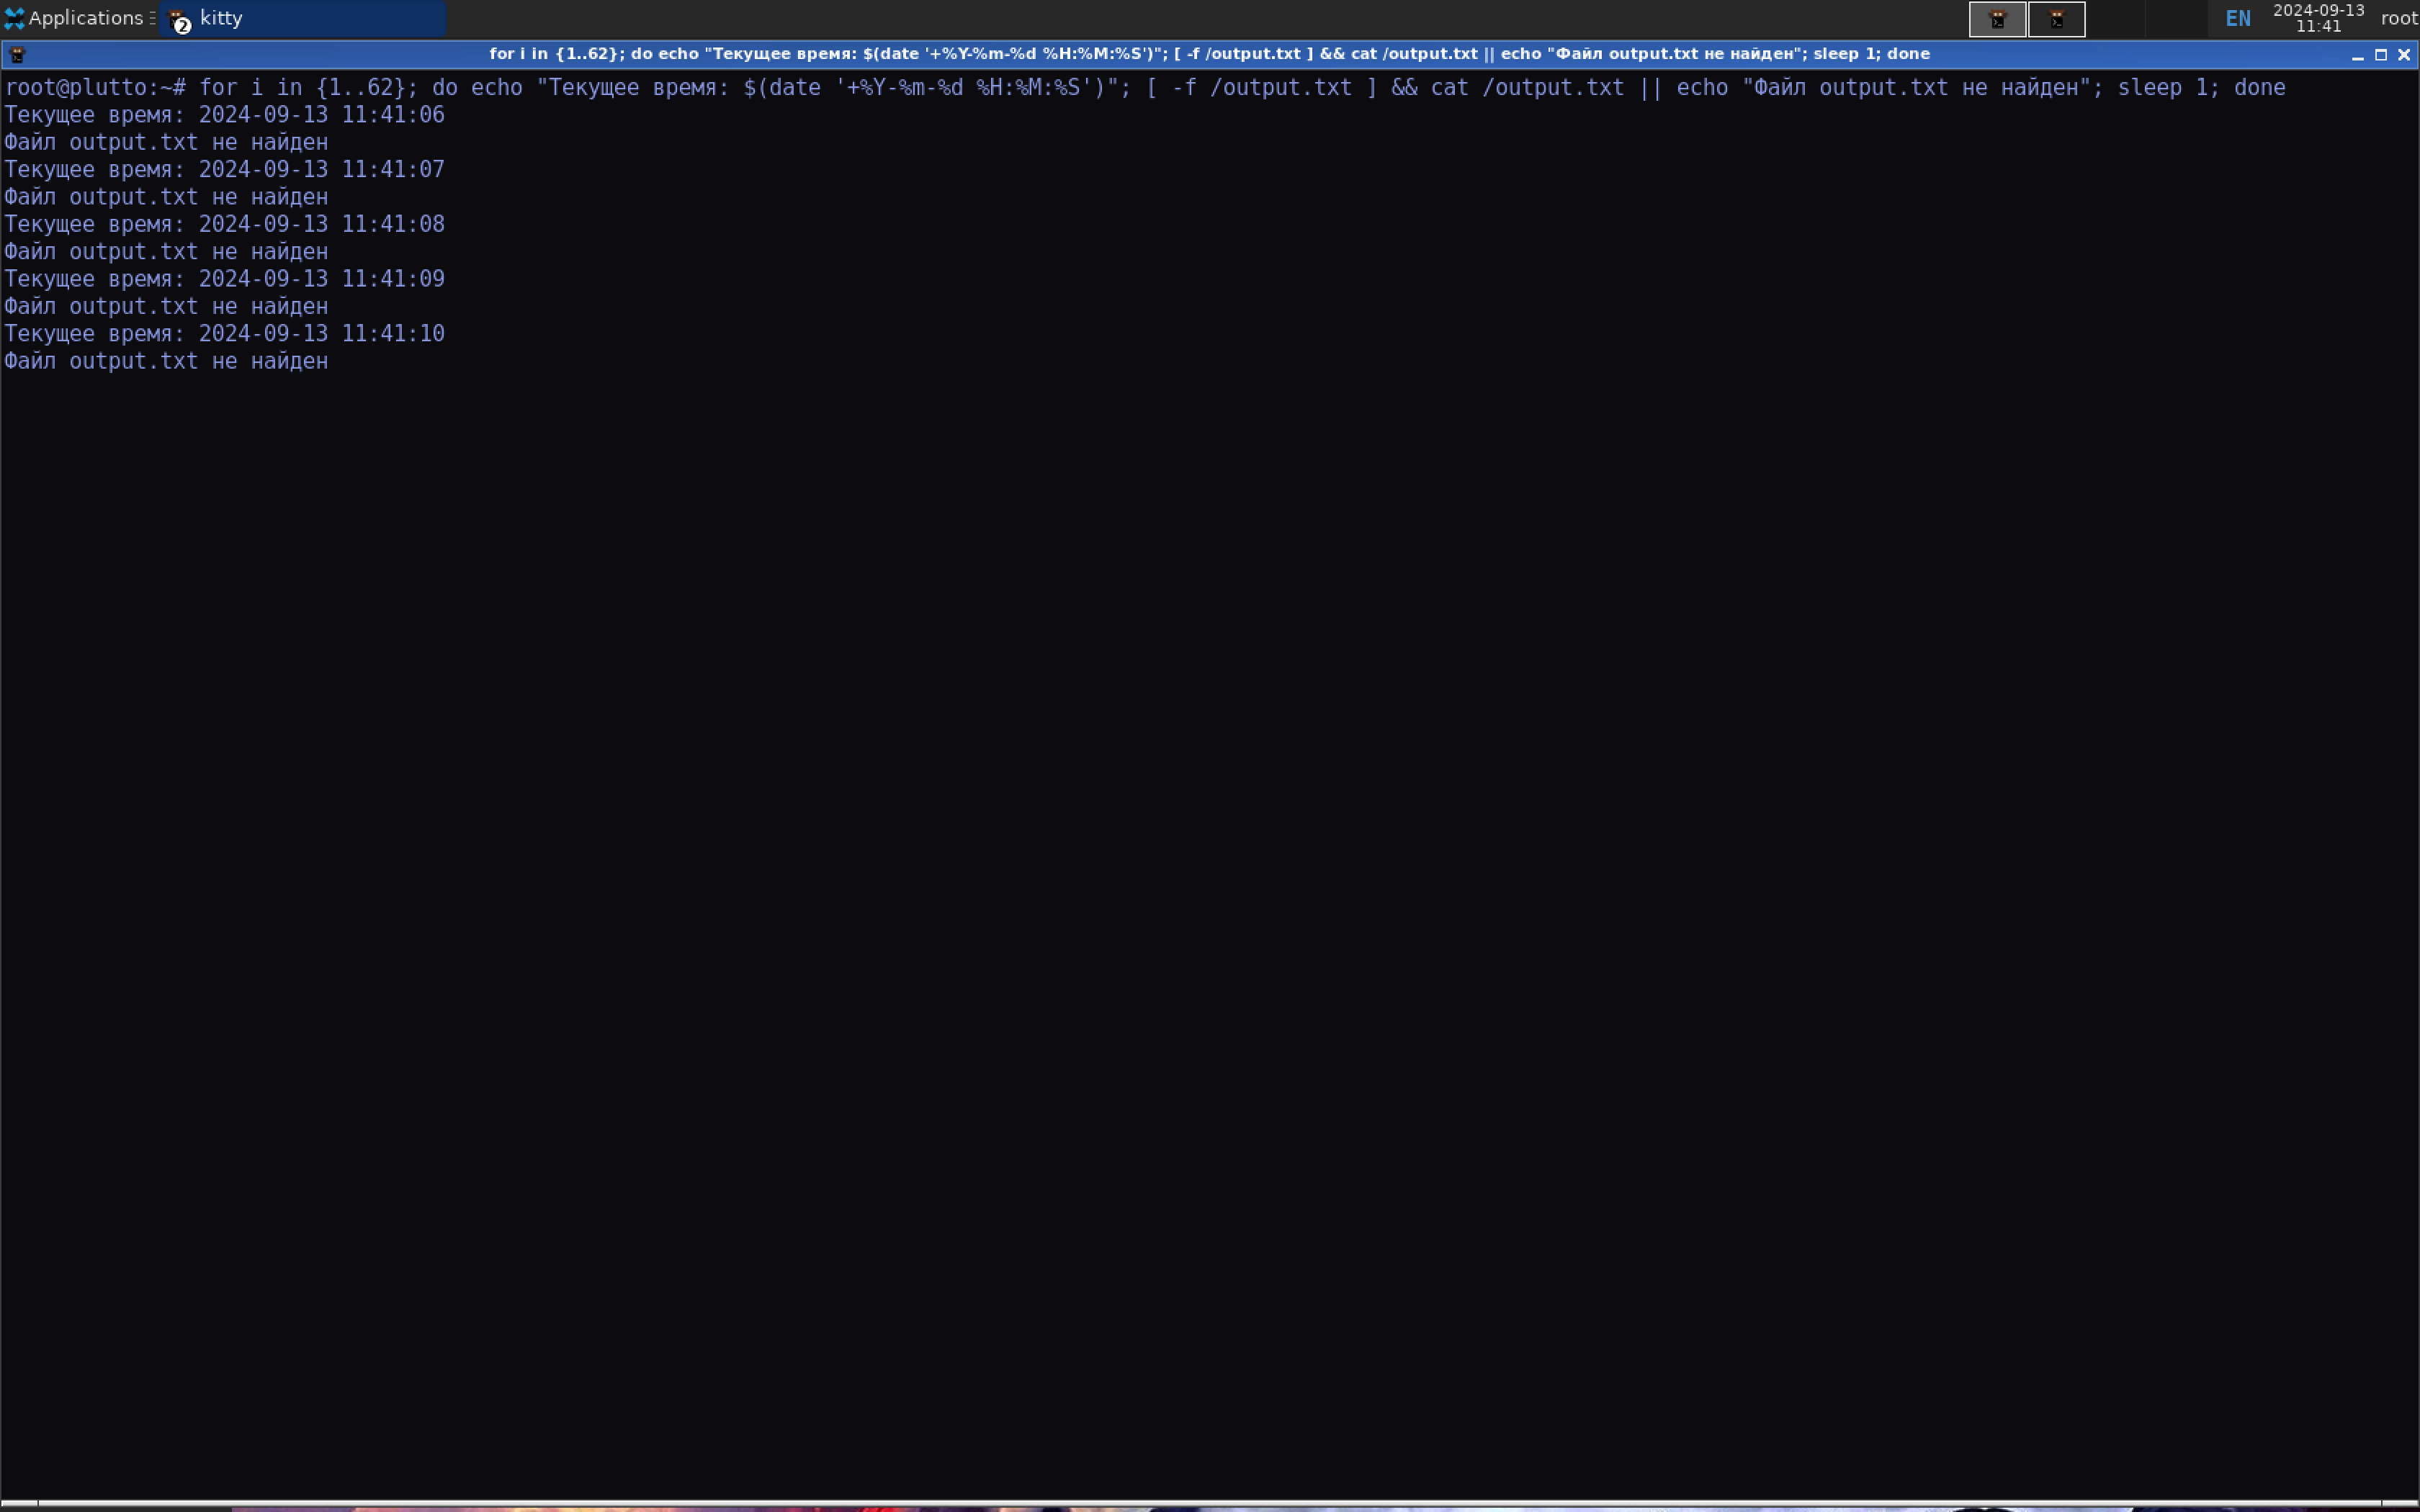 Applications
2
kitty
EN
2024-09-13
11:41
root
for i in {1..62}; do echo "Текущее время: $(date '+%Y-%m-%d %H:%M:%S')"; [ -f /output.txt ] && cat /output.txt || echo "Файл output.txt не найден"; sleep 1; done
root@plutto:~# for i in {1..62}; do echo "Текущее время: $(date '+%Y-%m-%d %H:%M:%S')"; [ -f /output.txt ] && cat /output.txt || echo "Файл output.txt не найден"; sleep 1; done
Текущее время: 2024-09-13 11:41:06
Файл output.txt не найден
Текущее время: 2024-09-13 11:41:07
Файл output.txt не найден
Текущее время: 2024-09-13 11:41:08
Файл output.txt не найден
Текущее время: 2024-09-13 11:41:09
Файл output.txt не найден
Текущее время: 2024-09-13 11:41:10
Файл output.txt не найден